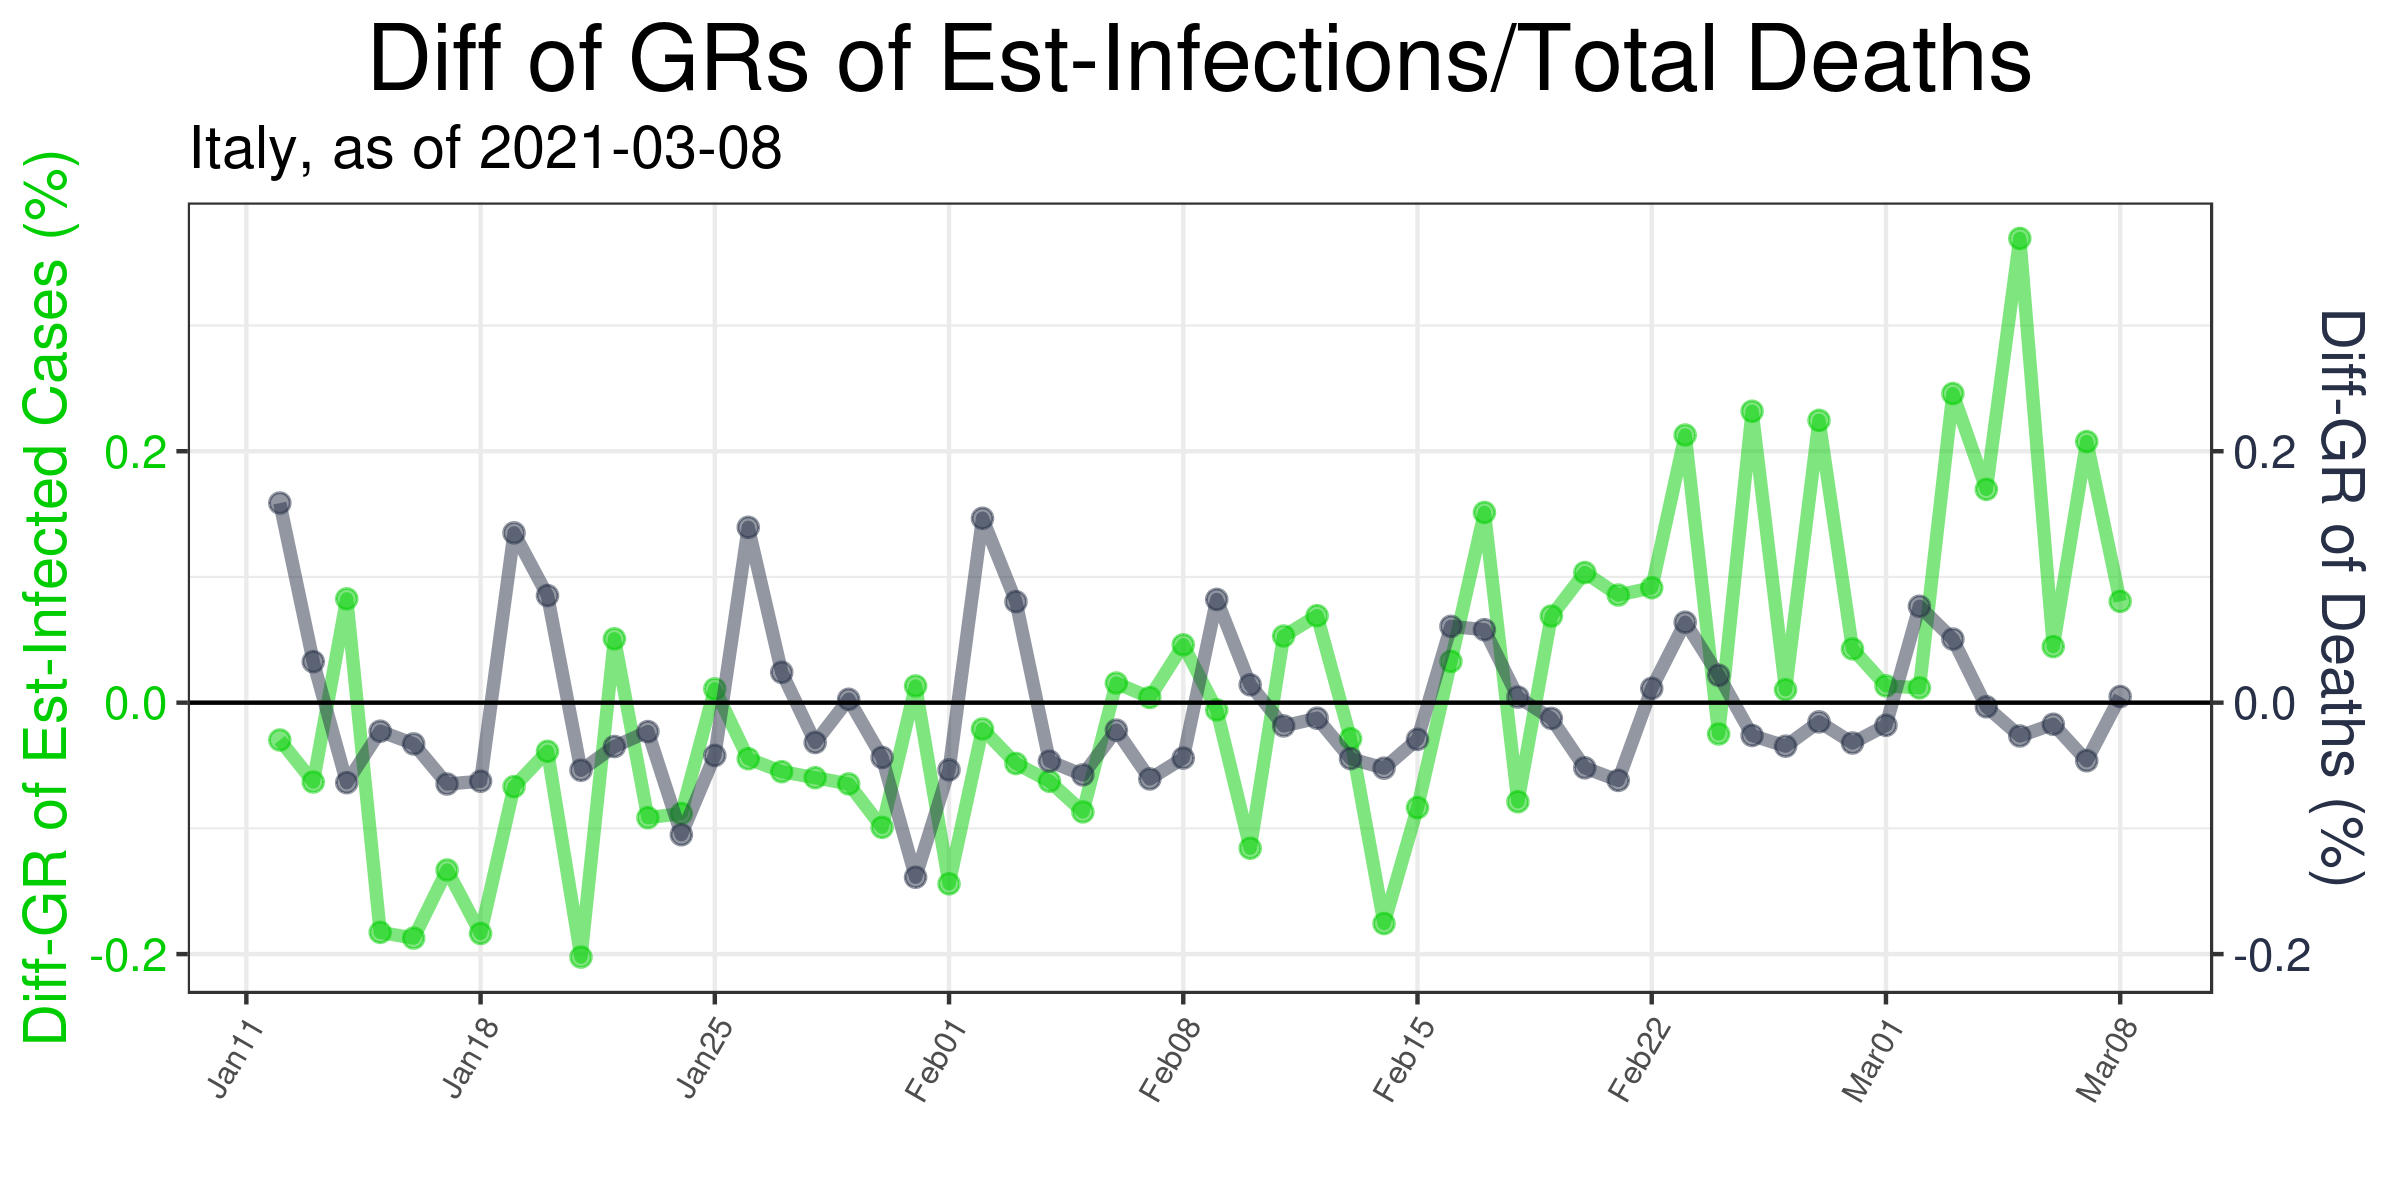 Diff of GRs of Est-Infections/Total Deaths
Italy, as of 2021-03-08
Diff-GR of Est-Infected Cases (%)
0.2
0.0
-0.2
0.2
0.0
-0.2
Diff-GR of Deaths (%)
Jan11
Jan18
Jan25
Feb01
Feb08
Feb15
Feb22
Mar01
Mar08